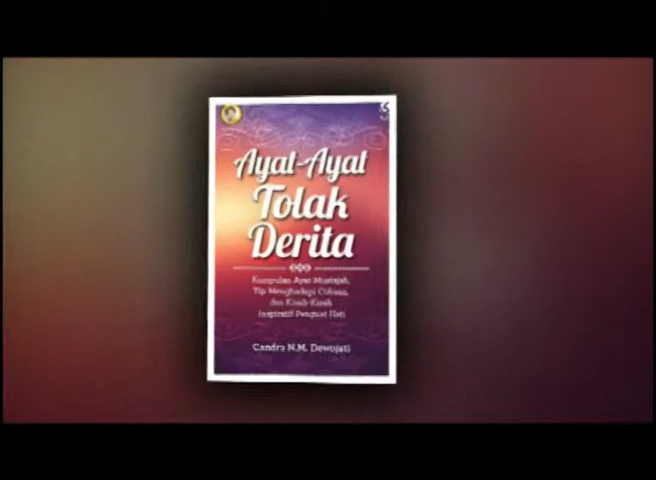 Ayat-Ayat
Tolak
Derita
Kumpulan Ayat Mustajab,
Tip Menghadapi Cobaan,
dan Kisah-Kisah
Inspiratif Penguat Hati
Candra N.M. Dewojati